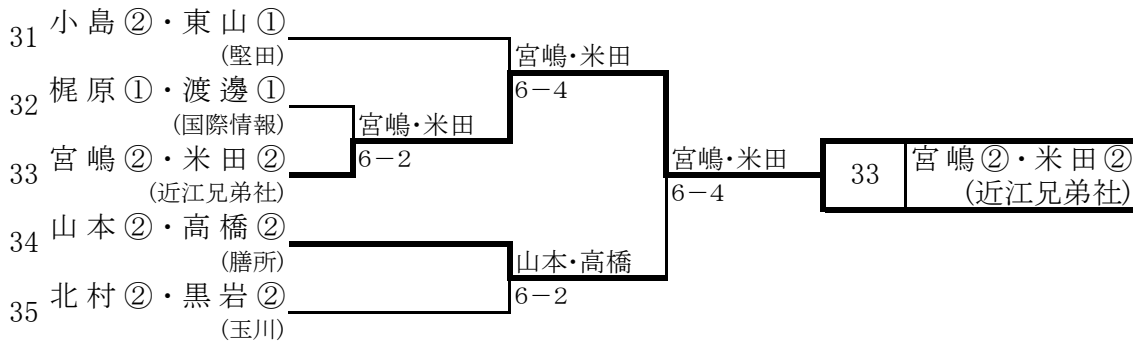 31 小島②・東山①
(堅田)
32 梶原①・渡邊①
(国際情報)
33 宮嶋②・米田②
(近江兄弟社)
34 山本②・高橋②
(膳所)
35 北村②・黒岩②
(玉川)
宮嶋・米田
6－2
宮嶋・米田
6－4
山本・高橋
6－2
宮嶋・米田
6－4
33 宮嶋②・米田②
(近江兄弟社)